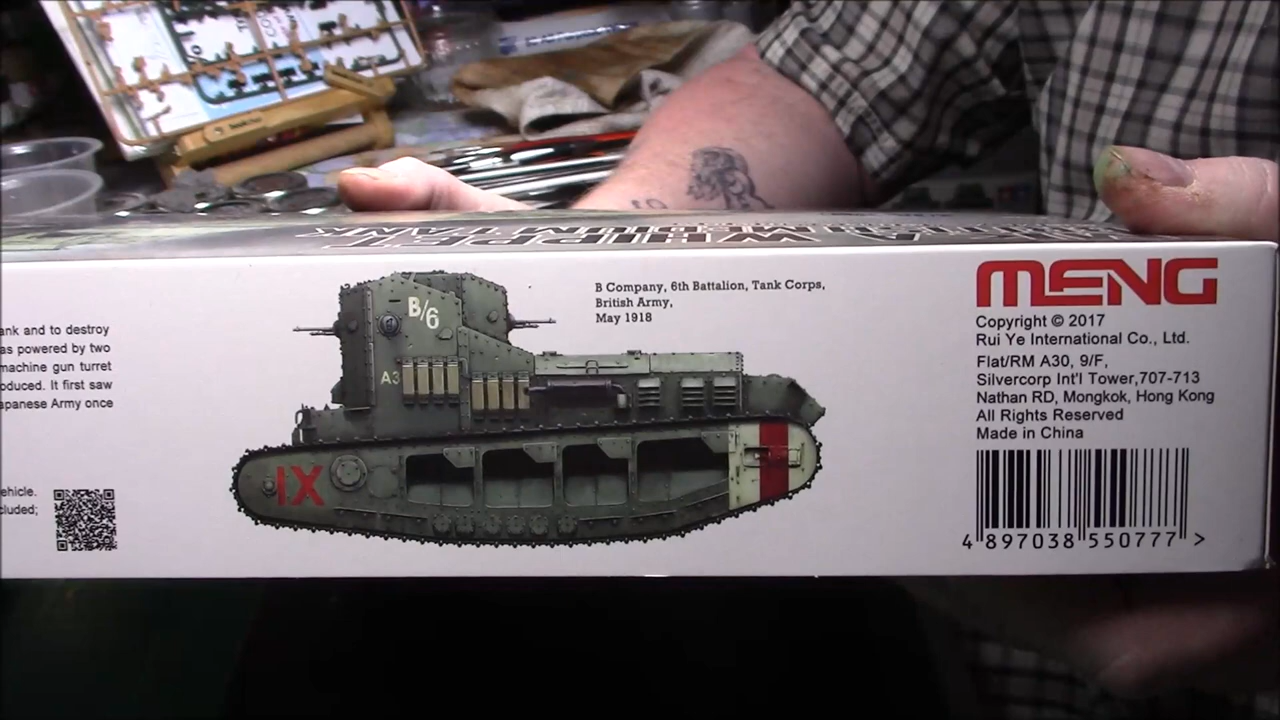 WHIPPET
MEDIUM TANK
ank and to destroy
as powered by two
machine gun turret
oduced. It first saw
apanese Army once
ehicle.
cluded;
B/6
A3
IX
B Company, 6th Battalion, Tank Corps,
British Army,
May 1918
MENG
Copyright © 2017
Rui Ye International Co., Ltd.
Flat/RM A30, 9/F,
Silvercorp Int'l Tower,707-713
Nathan RD, Mongkok, Hong Kong
All Rights Reserved
Made in China
4 897038 550777 >